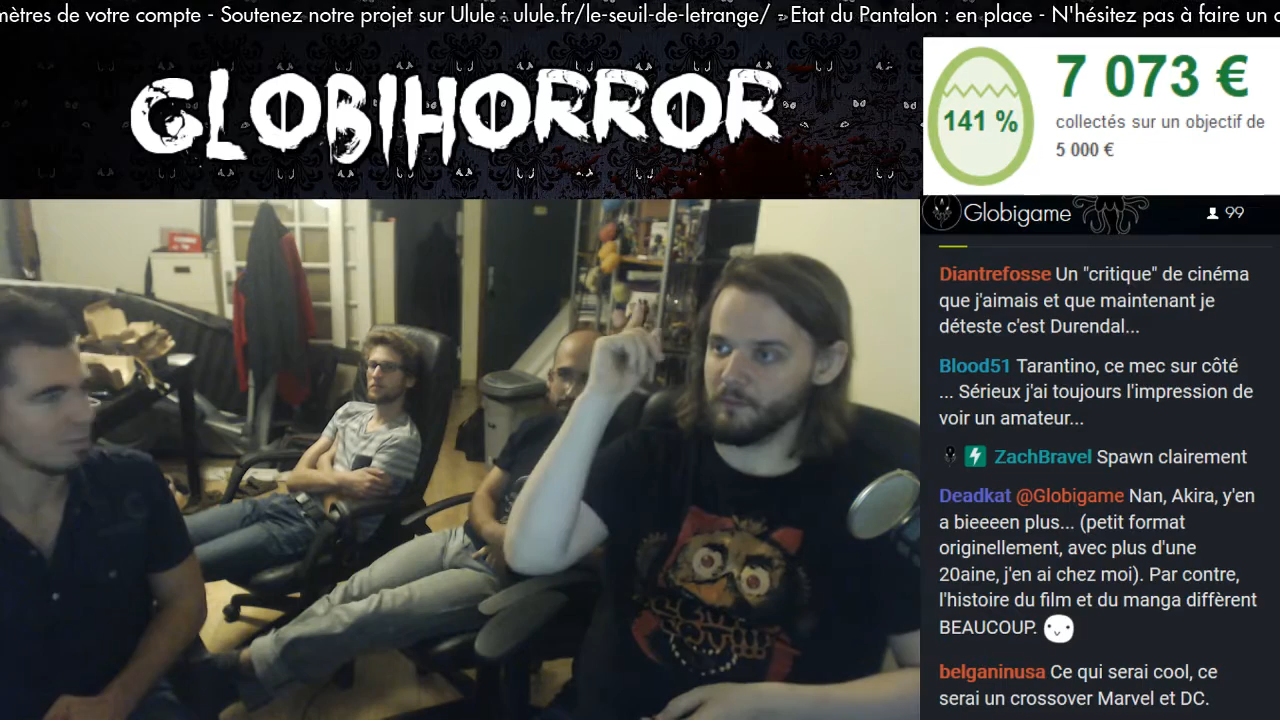 mètres de votre compte - Soutenez notre projet sur Ulule : ulule.fr/le-seuil-de-letrange/ - Etat du Pantalon : en place - N'hésitez pas à faire un
GLOBIHORROR
7 073 €
141 %
collectés sur un objectif de
5 000 €
Globigame
99
Diantrefosse Un "critique" de cinéma
que j'aimais et que maintenant je
déteste c'est Durendal...
Blood51 Tarantino, ce mec sur côté
... Sérieux j'ai toujours l'impression de
voir un amateur...
ZachBravel Spawn clairement
Deadkat @Globigame Nan, Akira, y'en
a bieeeen plus... (petit format
originellement, avec plus d'une
20aine, j'en ai chez moi). Par contre,
l'histoire du film et du manga diffèrent
BEAUCOUP.
belganinusa Ce qui serai cool, ce
serai un crossover Marvel et DC.